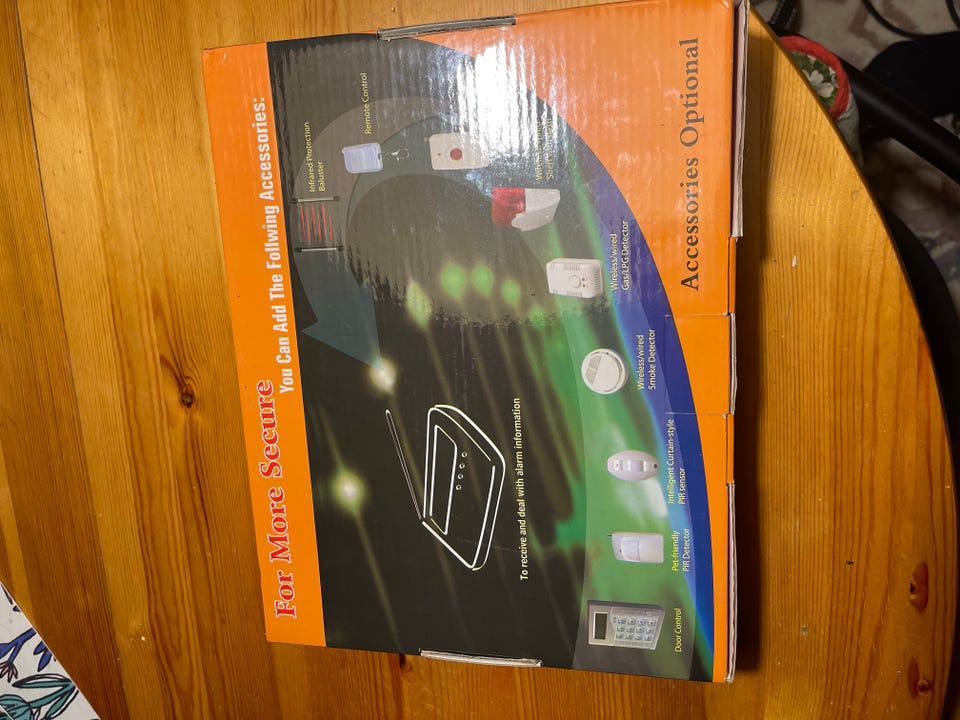 For More Secure
You Can Add The Follwing Accessories:
Infrared Protection
Baluster
Remote Control
Wireless/wired
Gas/LPG Detector
Wireless/wired
Smoke Detector
Intelligent Curtain-style
PIR sensor
Pet-friendly
PIR Detector
Door Control
To receive and deal with alarm information
Accessories Optional